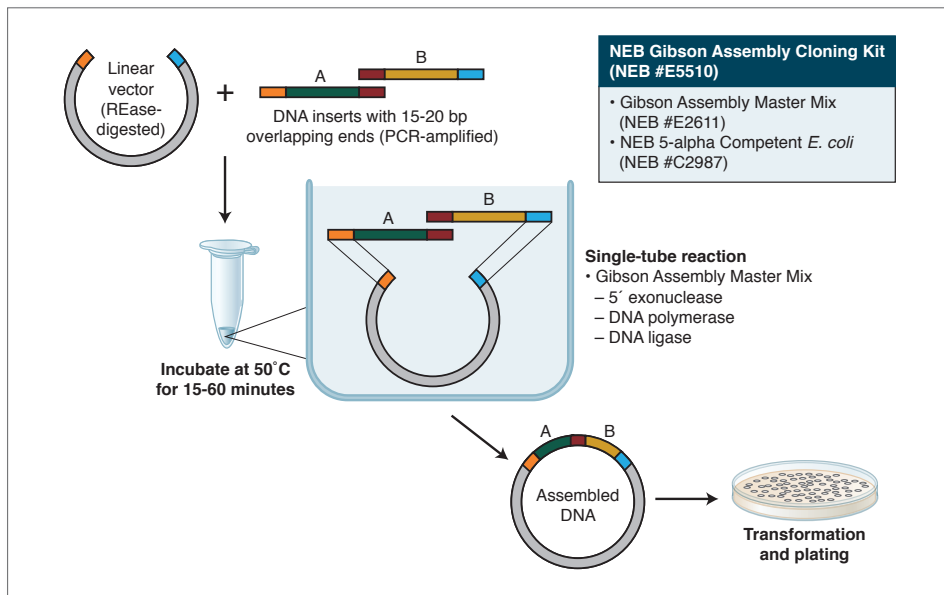 Linear
vector
(REase-
digested)
+
A
B
DNA inserts with 15-20 bp
overlapping ends (PCR-amplified)
NEB Gibson Assembly Cloning Kit
(NEB #E5510)
• Gibson Assembly Master Mix
(NEB #E2611)
• NEB 5-alpha Competent E. coli
(NEB #C2987)
Incubate at 50˚C
for 15-60 minutes
A
B
Single-tube reaction
• Gibson Assembly Master Mix
– 5´ exonuclease
– DNA polymerase
– DNA ligase
A
B
Assembled
DNA
Transformation
and plating